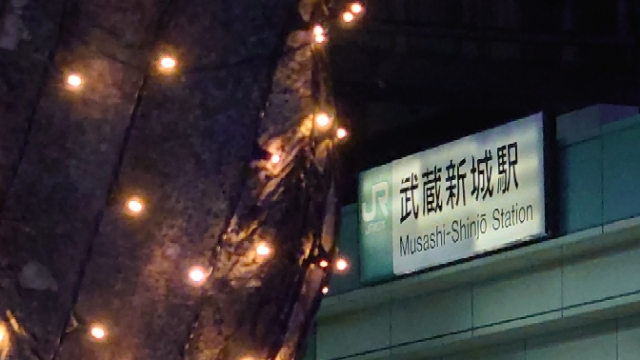 JR
武蔵新城駅
Musashi-Shinjō Station